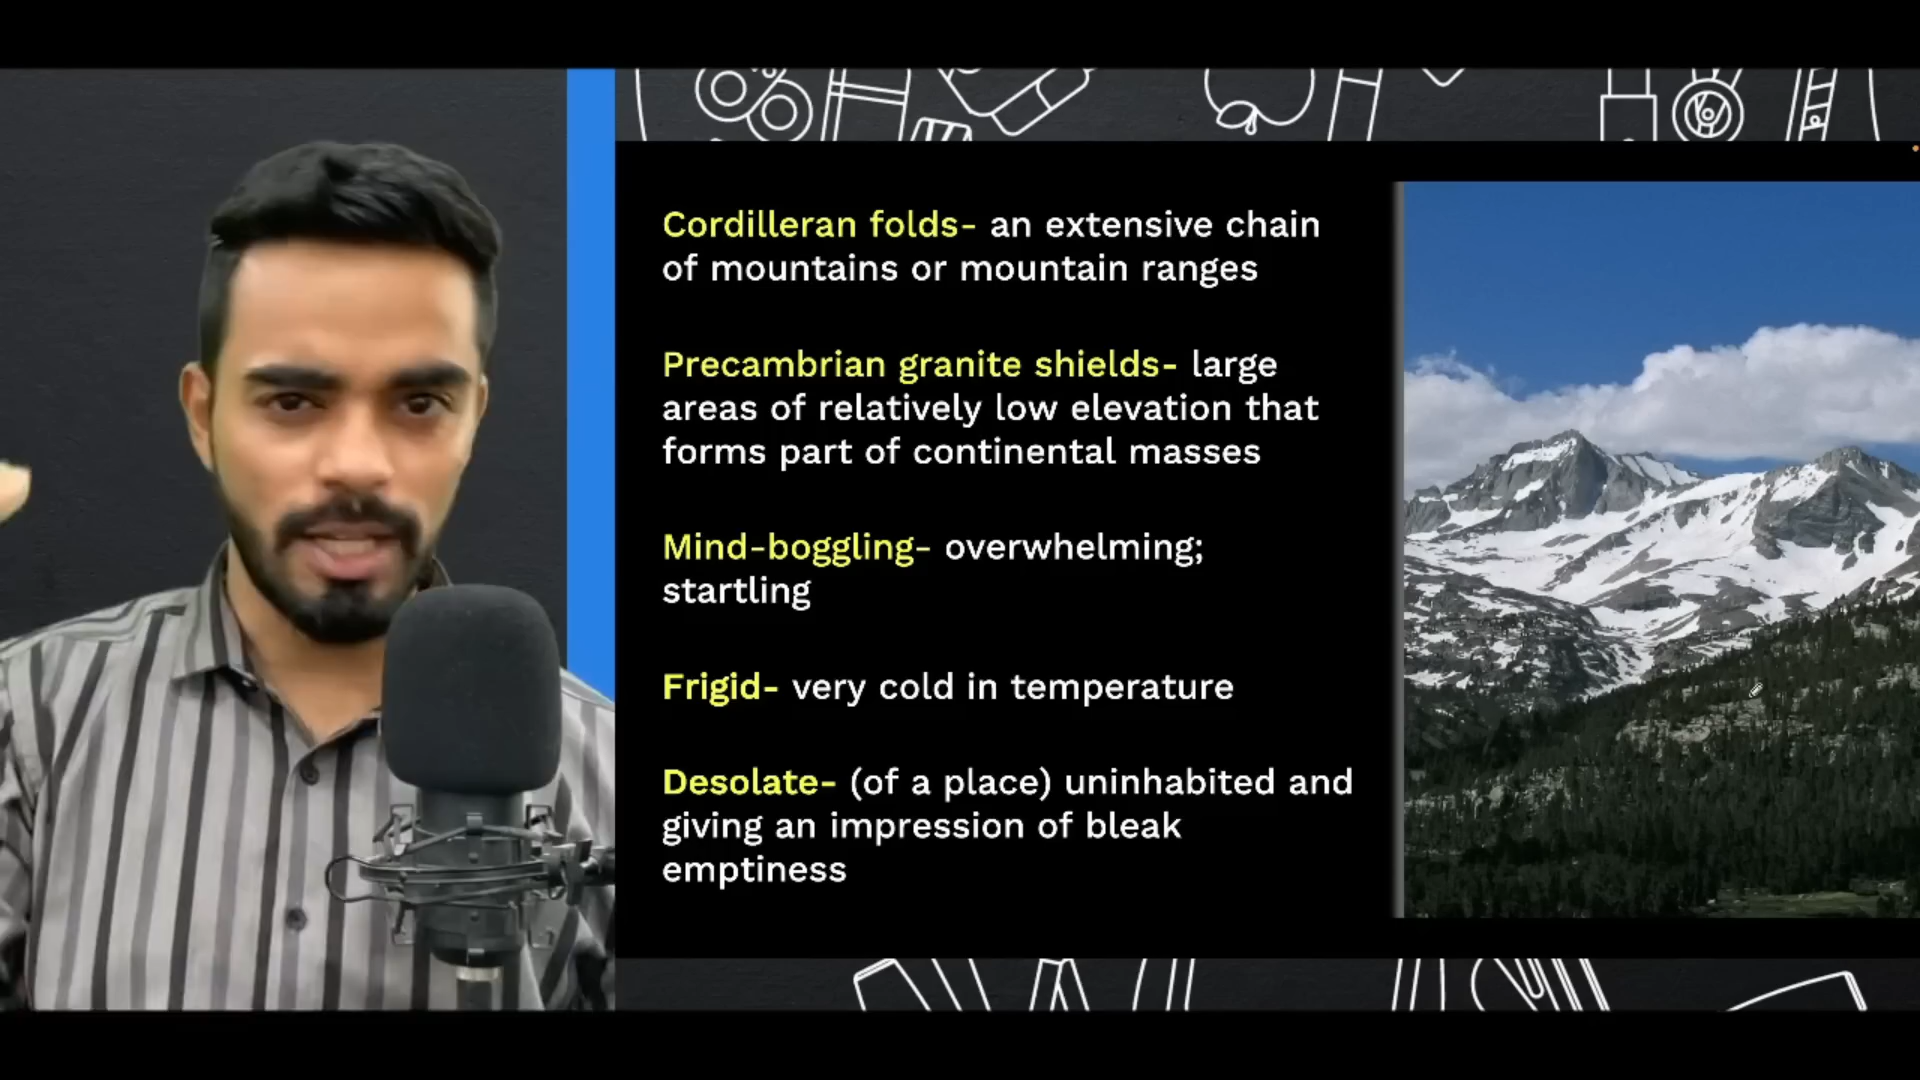 Cordilleran folds- an extensive chain
of mountains or mountain ranges
Precambrian granite shields- large
areas of relatively low elevation that
forms part of continental masses
Mind-boggling- overwhelming;
startling
Frigid- very cold in temperature
Desolate- (of a place) uninhabited and
giving an impression of bleak
emptiness